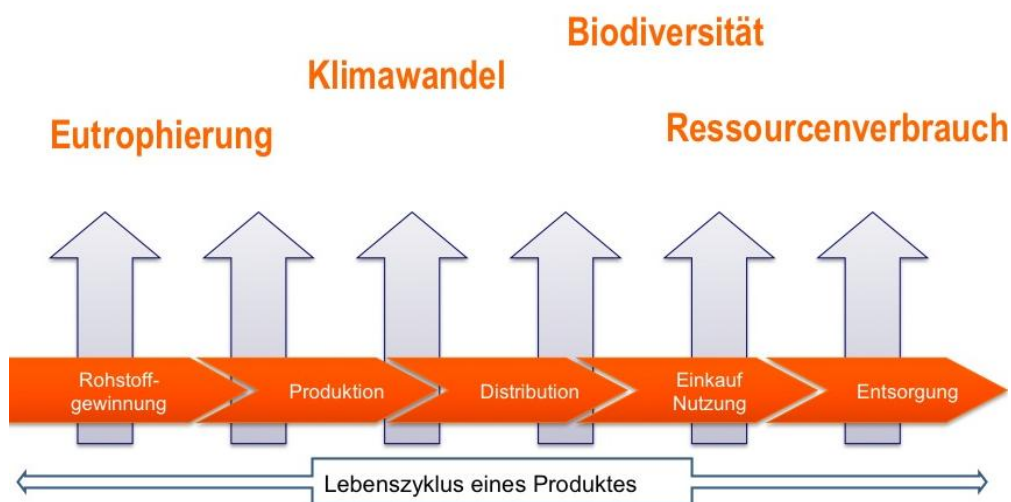 Biodiversität
Klimawandel
Eutrophierung
Ressourcenverbrauch
Rohstoff-
gewinnung
Produktion
Distribution
Einkauf
Nutzung
Entsorgung
Lebenszyklus eines Produktes